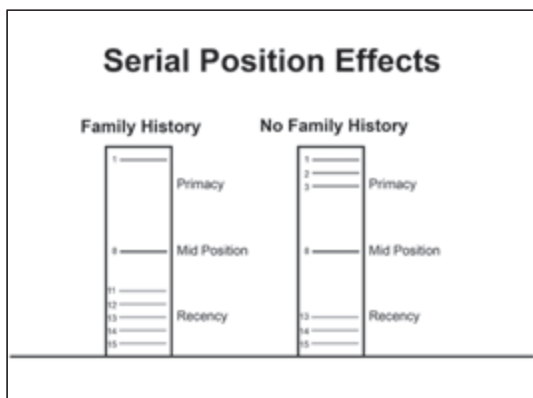 Serial Position Effects
Family History
1
Primacy
8
Mid Position
11
12
13
Recency
14
15
No Family History
1
2
3
Primacy
8
Mid Position
13
Recency
14
15